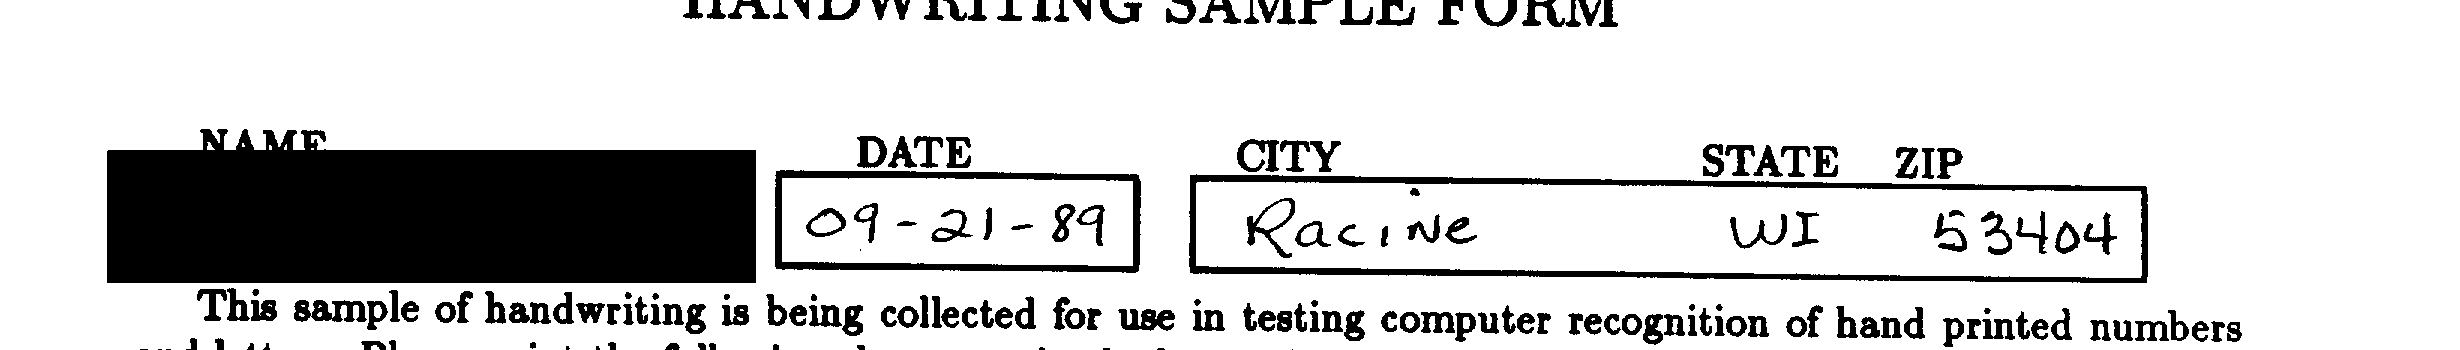 HANDWRITING SAMPLE FORM
NAME DATE CITY STATE ZIP
09-21-89 Racine WI 53404
This sample of handwriting is being collected for use in testing computer recognition of hand printed numbers